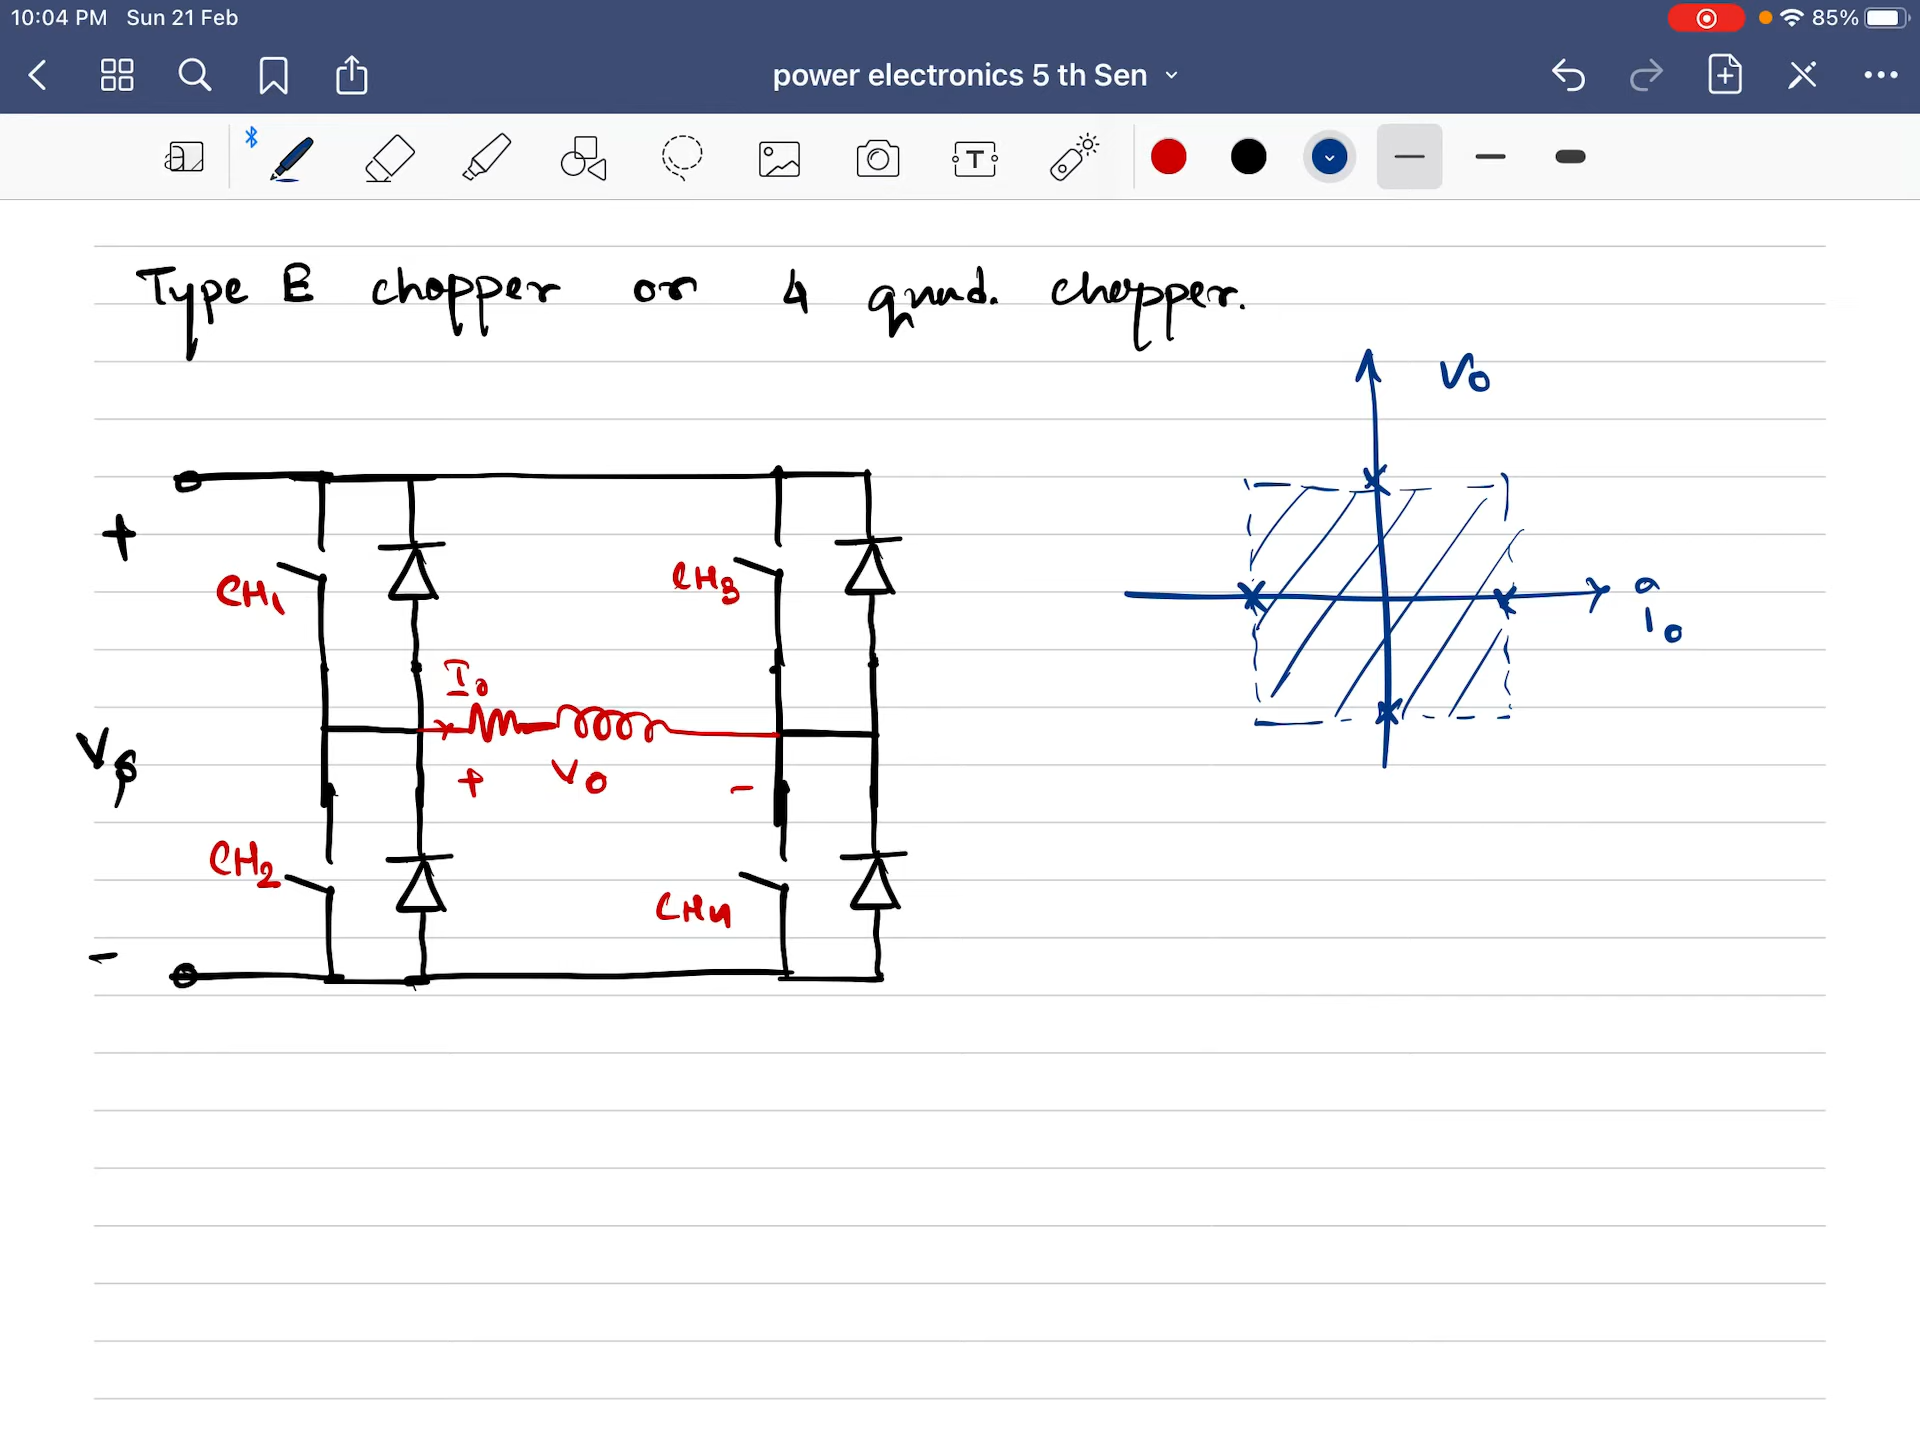 10:04 PM Sun 21 Feb
85%
power electronics 5 th Sen
T
Type E chopper or 4 quad. chopper.
Vo
+
CH1
CH3
io
Io
Vs
+ Vo -
CH2
CH4
-